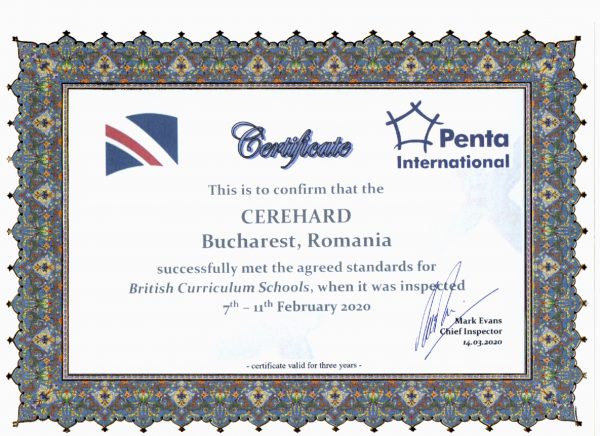 Certificate
Penta
International
This is to confirm that the
CEREHARD
Bucharest, Romania
successfully met the agreed standards for
British Curriculum Schools, when it was inspected
7th – 11th February 2020
Mark Evans
Chief Inspector
14.03.2020
- certificate valid for three years -